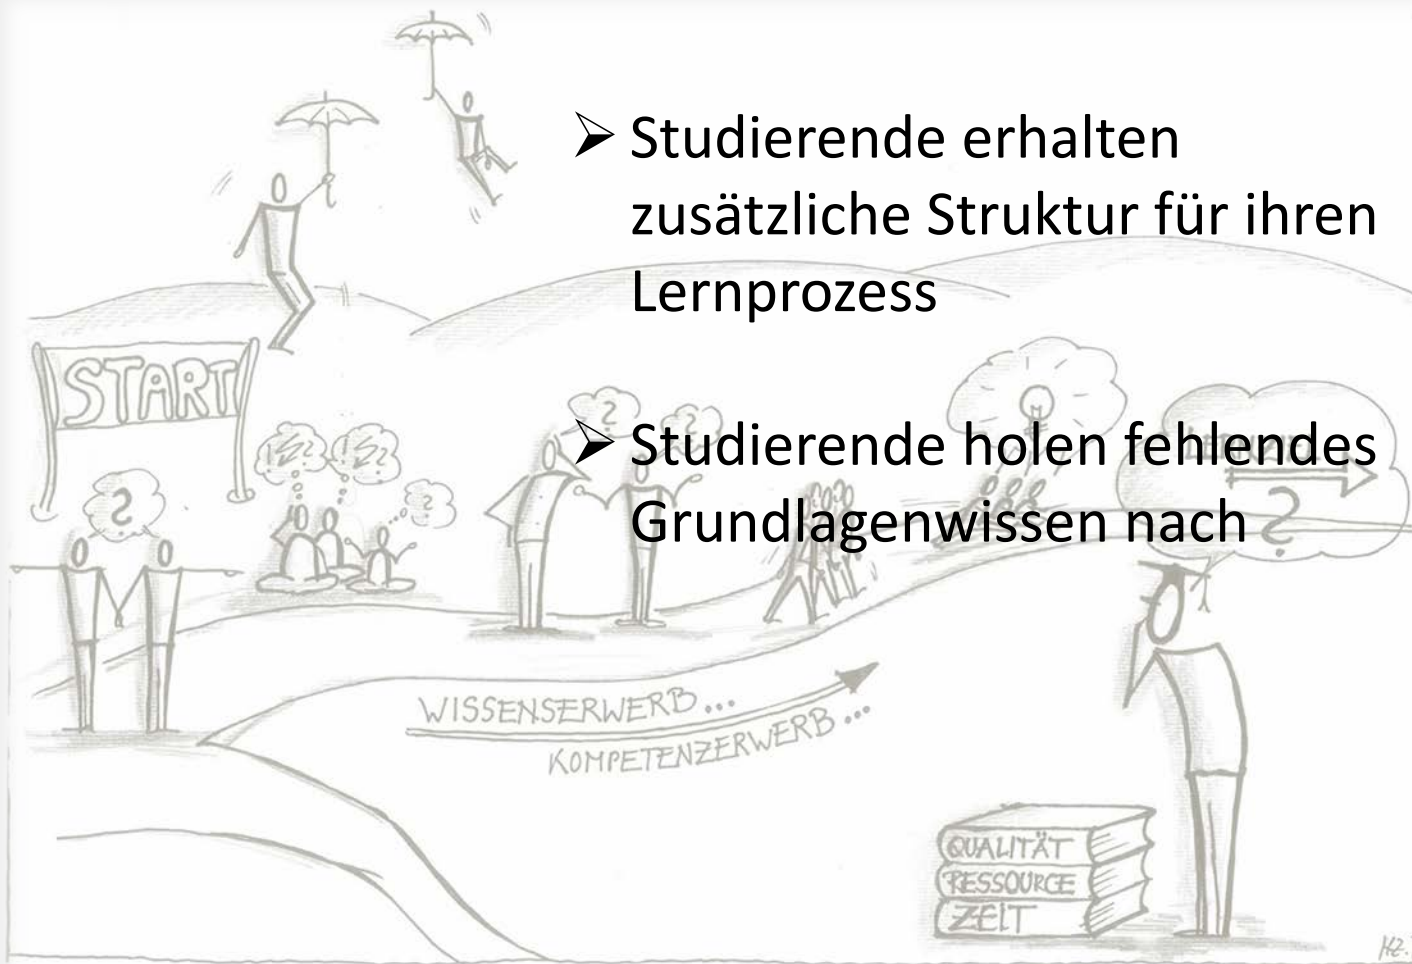 ➢ Studierende erhalten
zusätzliche Struktur für ihren
Lernprozess
START
➢ Studierende holen fehlendes
Grundlagenwissen nach
?
?
?
?
?
WISSENSERWERB...
KOMPETENZERWERB...
QUALITÄT
RESSOURCE
ZEIT